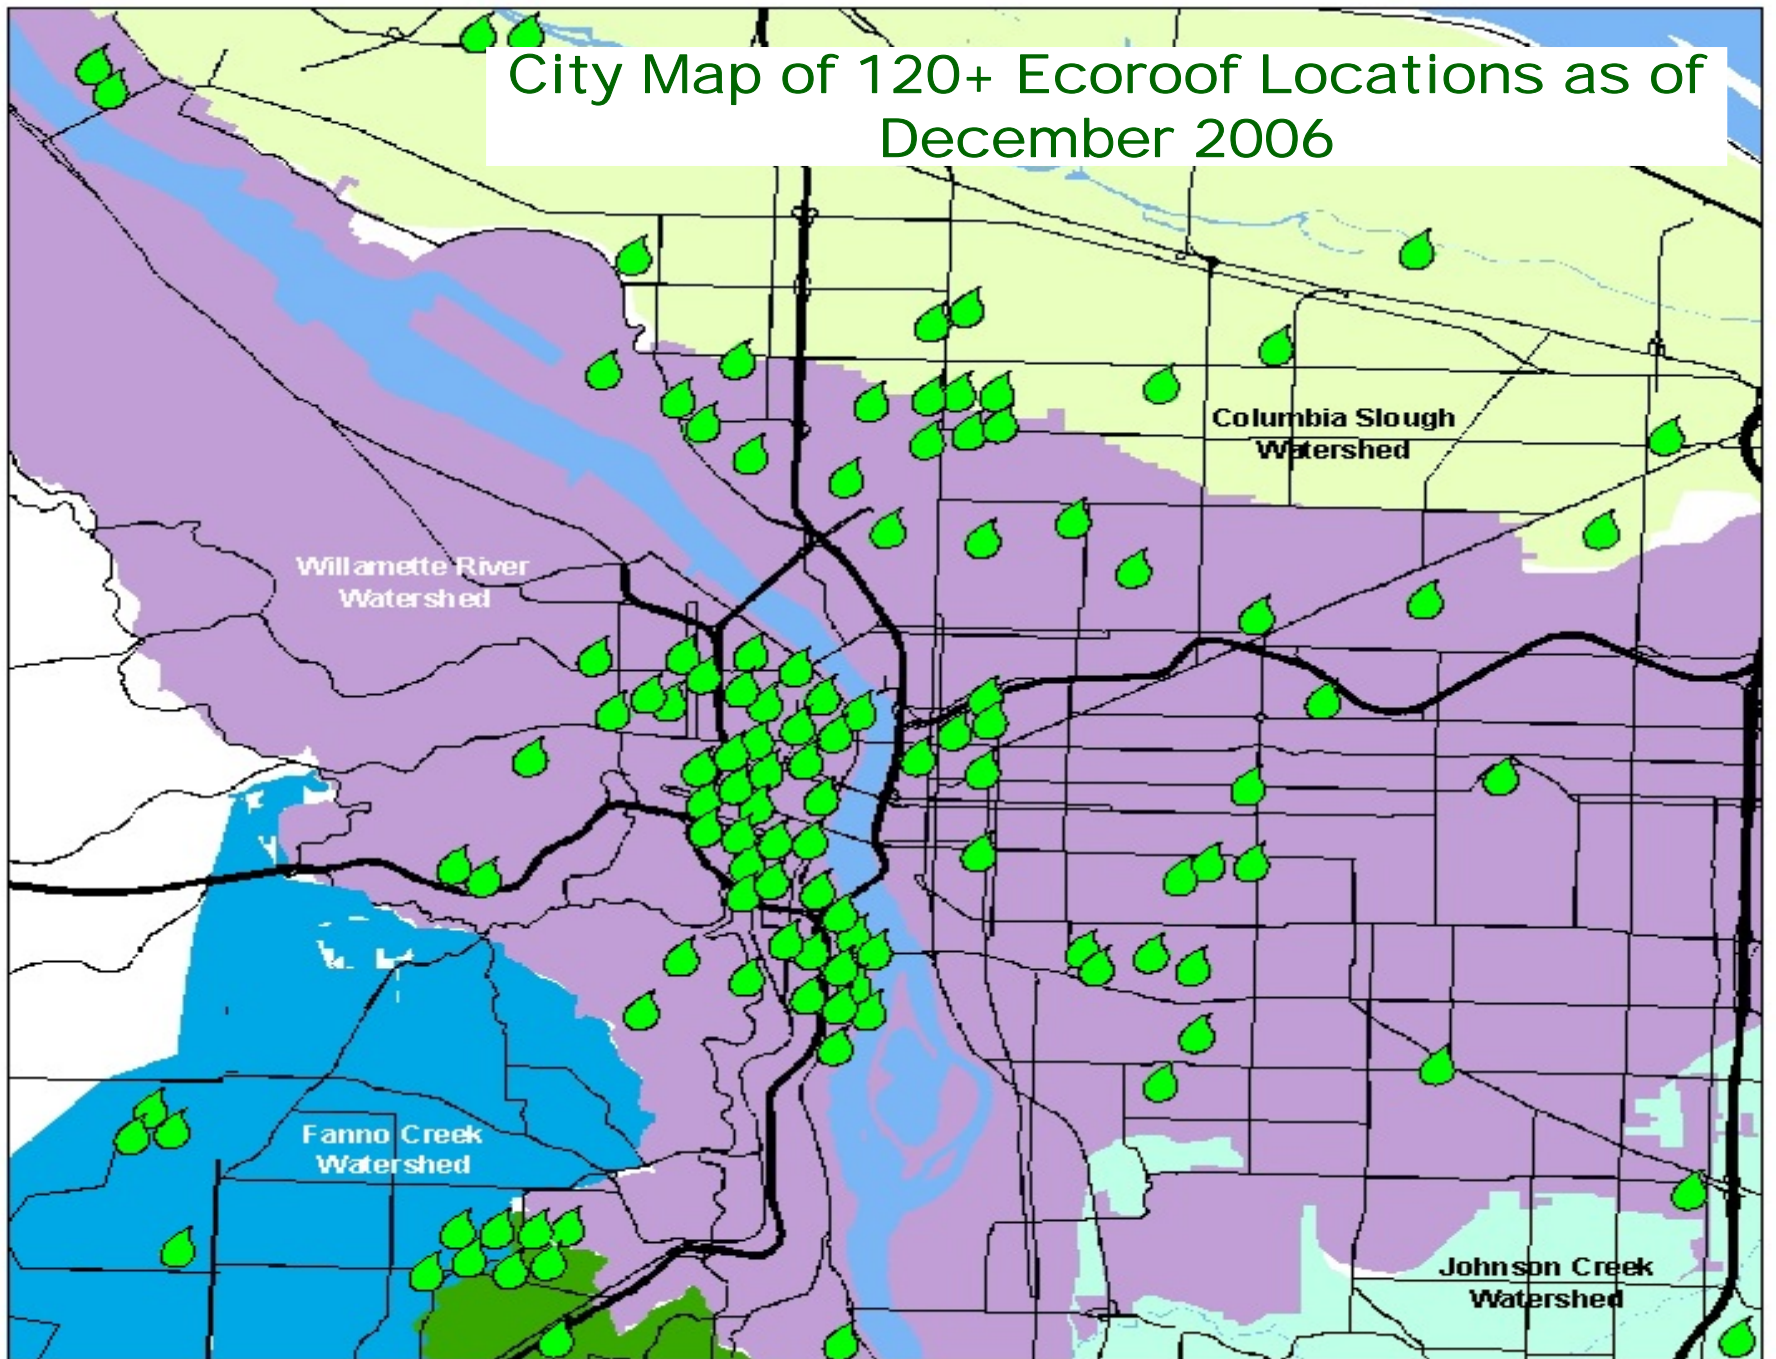 City Map of 120+ Ecoroof Locations as of
December 2006
Columbia Slough
Watershed
Willamette River
Watershed
Fanno Creek
Watershed
Johnson Creek
Watershed